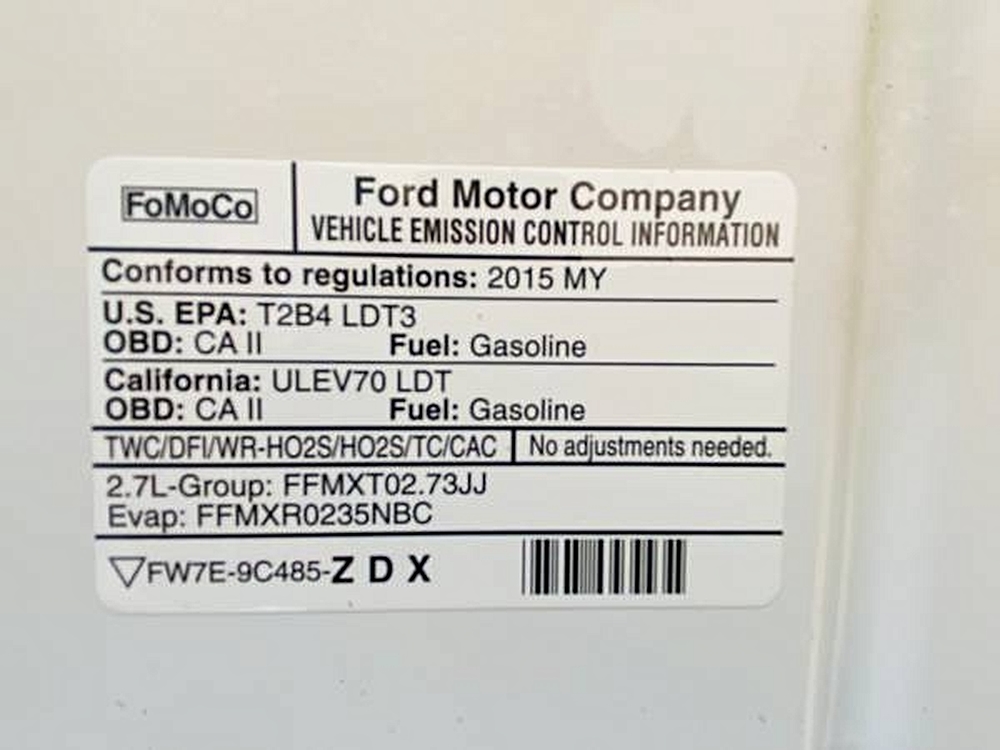 FoMoCo
Ford Motor Company
VEHICLE EMISSION CONTROL INFORMATION
Conforms to regulations: 2015 MY
U.S. EPA: T2B4 LDT3
OBD: CA II Fuel: Gasoline
California: ULEV70 LDT
OBD: CA II Fuel: Gasoline
TWC/DFI/WR-HO2S/HO2S/TC/CAC No adjustments needed.
2.7L-Group: FFMXT02.73JJ
Evap: FFMXR0235NBC
FW7E-9C485-Z D X